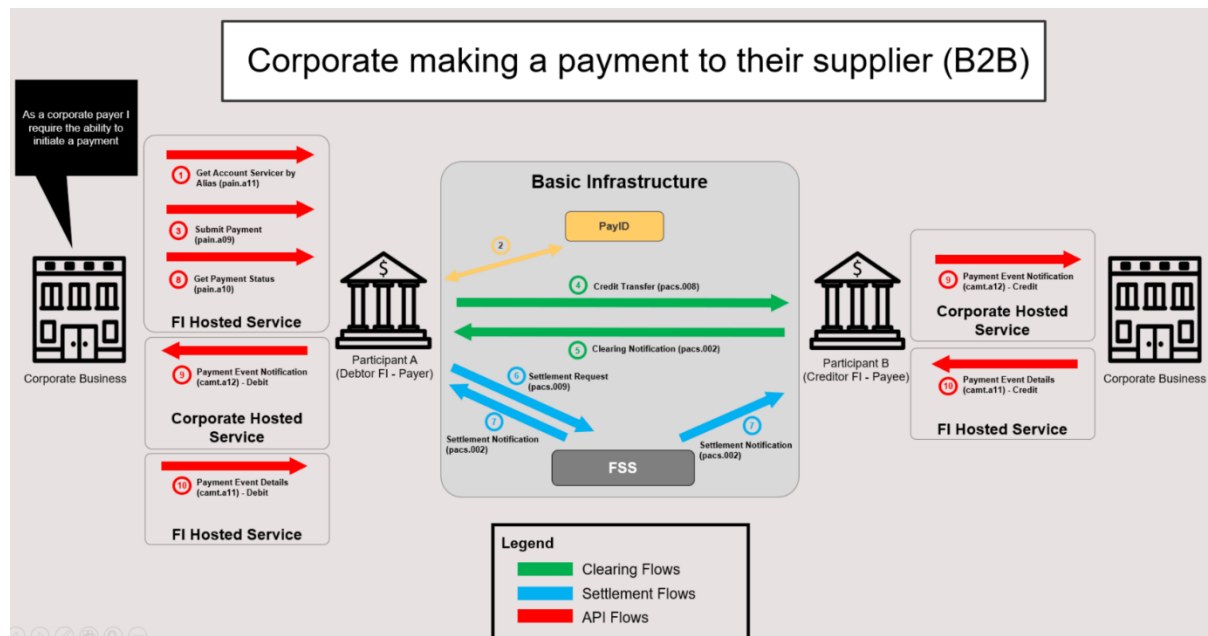 Corporate making a payment to their supplier (B2B)
As a corporate payer I
require the ability to
initiate a payment
1
Get Account Servicer by
Alias (pain.a11)
3
Submit Payment
(pain.a09)
8
Get Payment Status
(pain.a10)
FI Hosted Service
Corporate Business
9
Payment Event Notification
(camt.a12) - Debit
Corporate Hosted
Service
10
Payment Event Details
(camt.a11) - Debit
FI Hosted Service
$
Participant A
(Debtor FI - Payer)
Basic Infrastructure
PayID
2
4
Credit Transfer (pacs.008)
5
Clearing Notification (pacs.002)
6
Settlement Request
(pacs.009)
7
Settlement Notification
(pacs.002)
7
Settlement Notification
(pacs.002)
FSS
$
Participant B
(Creditor FI - Payee)
9
Payment Event Notification
(camt.a12) - Credit
Corporate Hosted
Service
10
Payment Event Details
(camt.a11) - Credit
FI Hosted Service
Corporate Business
Legend
Clearing Flows
Settlement Flows
API Flows